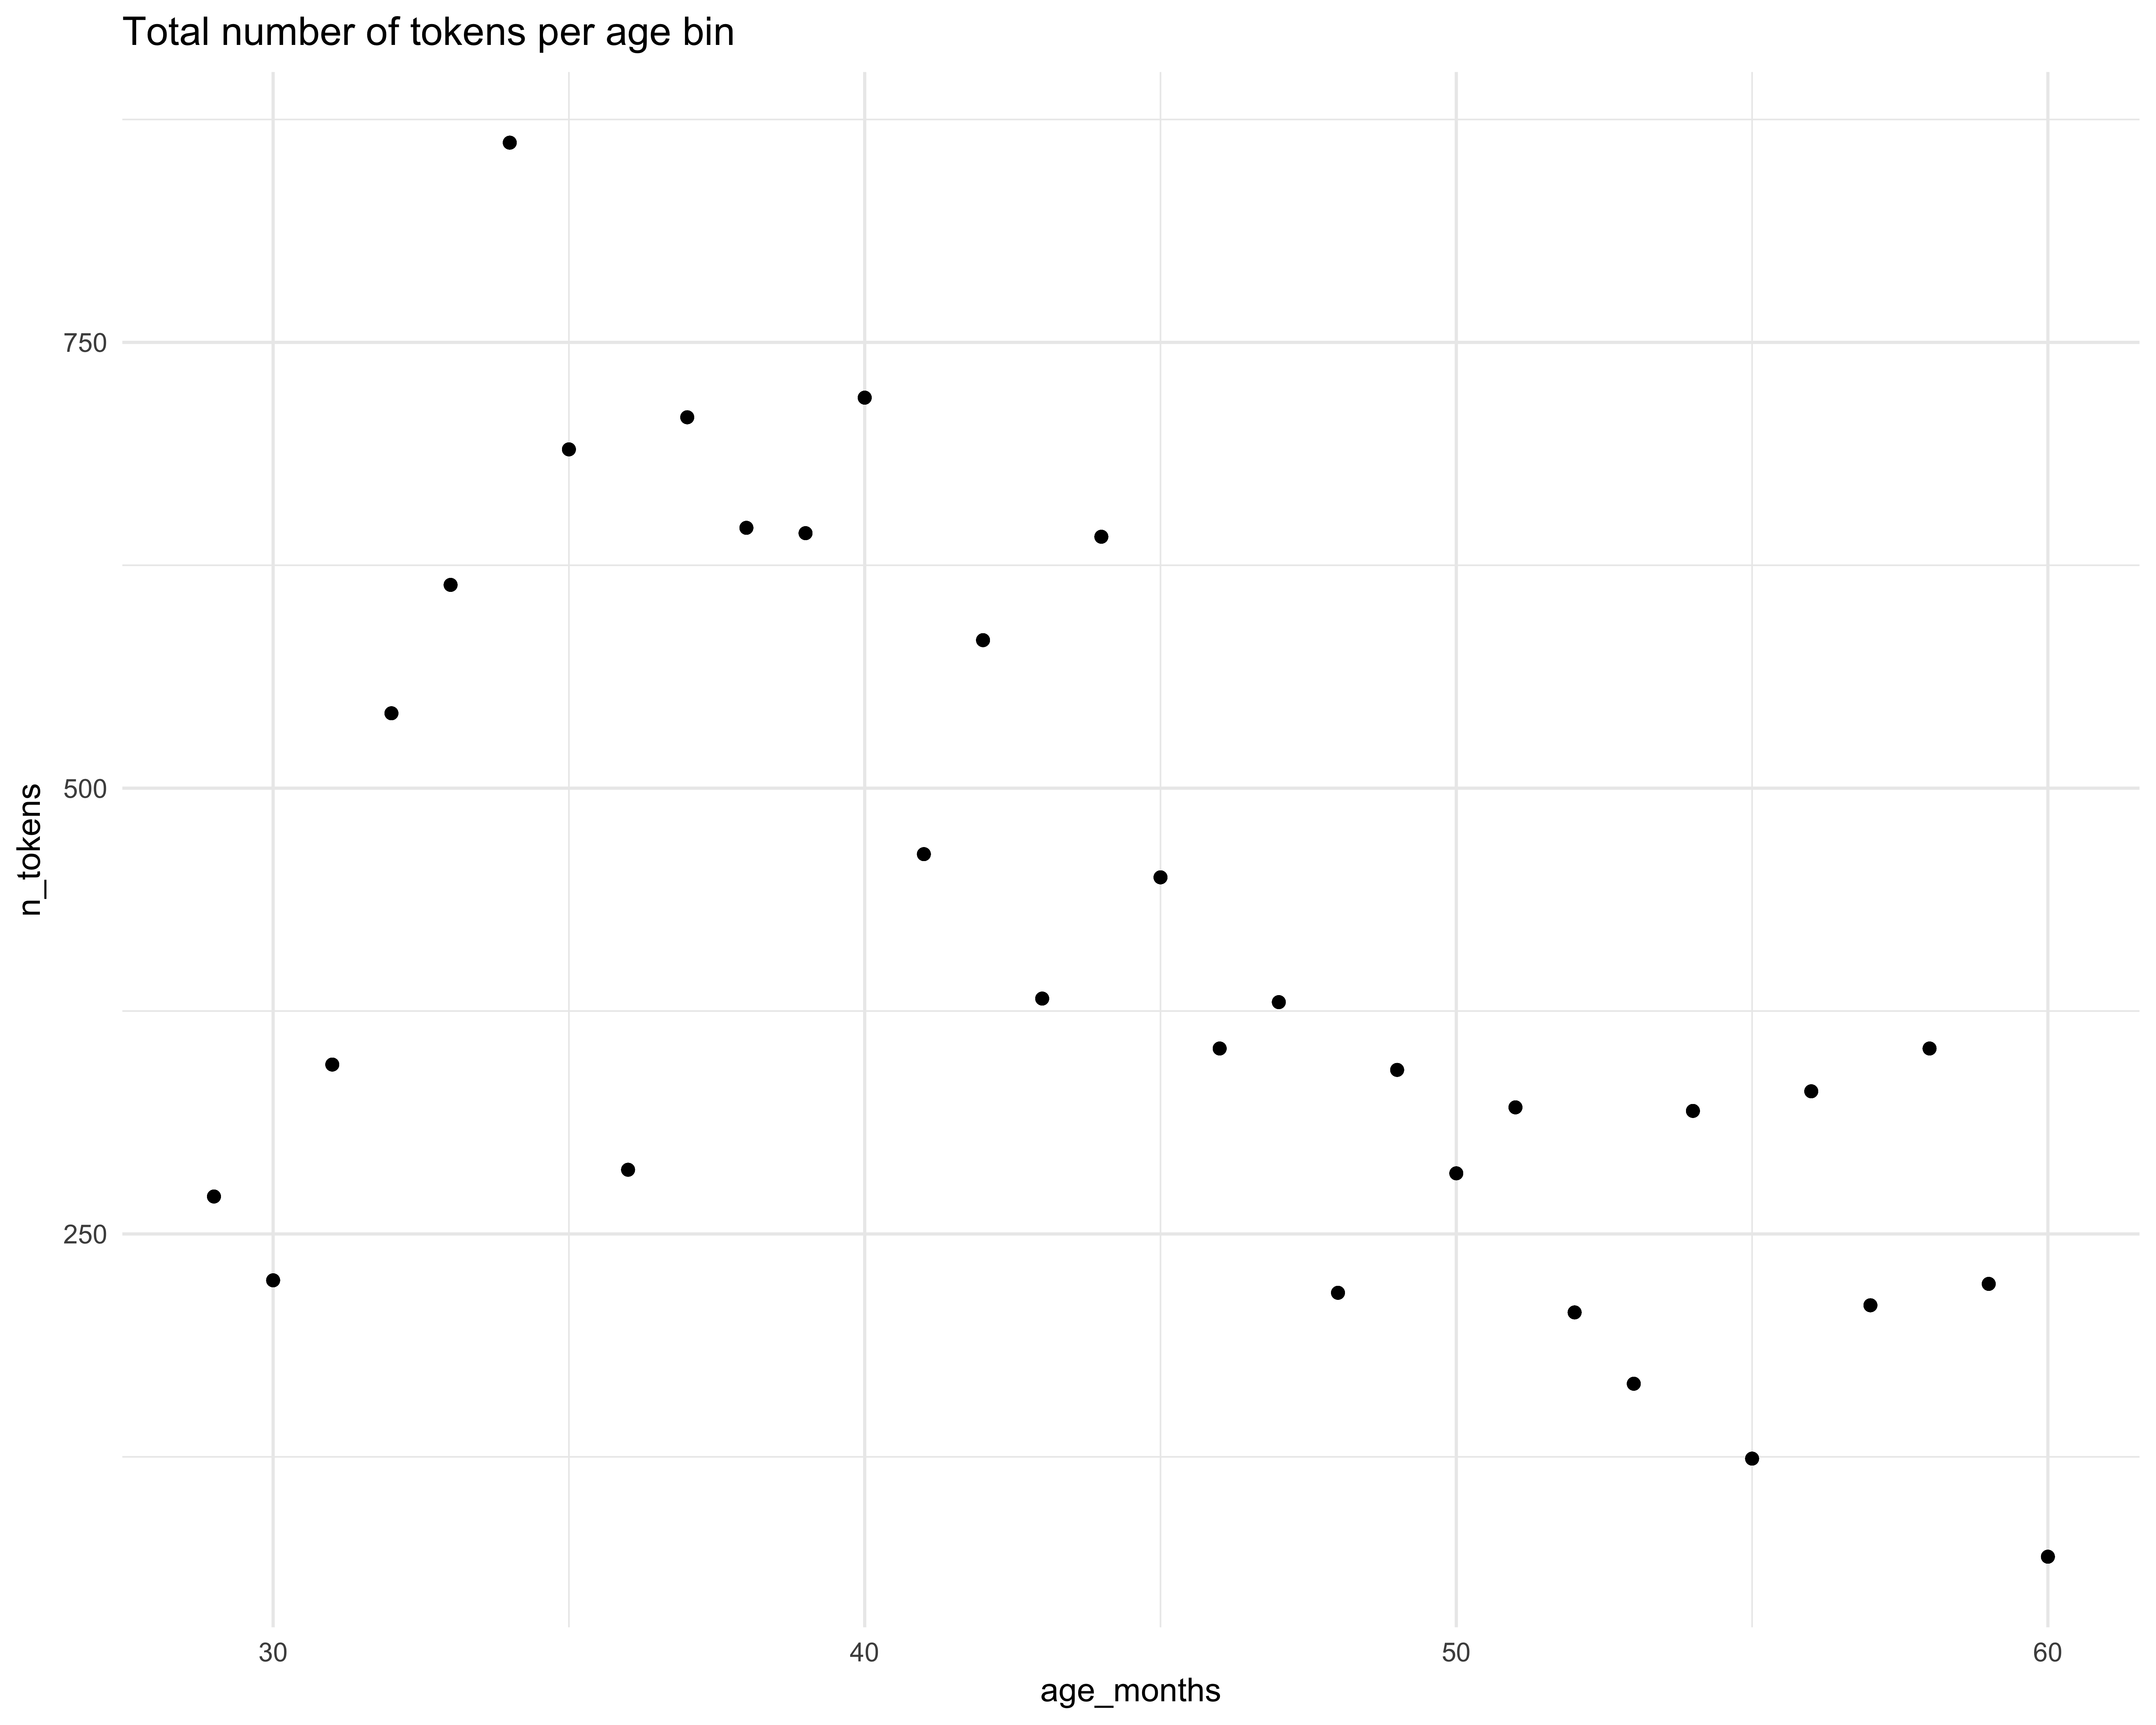 Total number of tokens per age bin
750
500
250
n_tokens
30 40 50 60
age_months